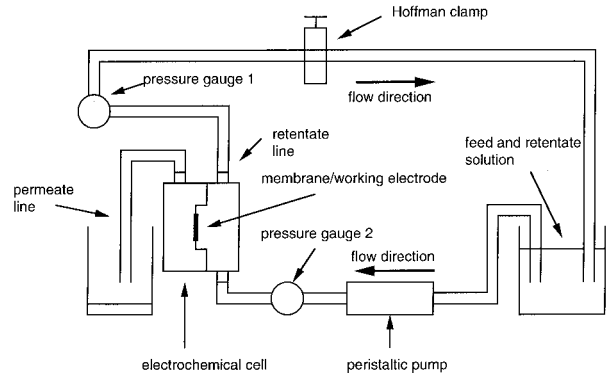 Hoffman clamp
pressure gauge 1
flow direction
retentate
line
feed and retentate
solution
membrane/working electrode
permeate
line
pressure gauge 2
flow direction
electrochemical cell
peristaltic pump